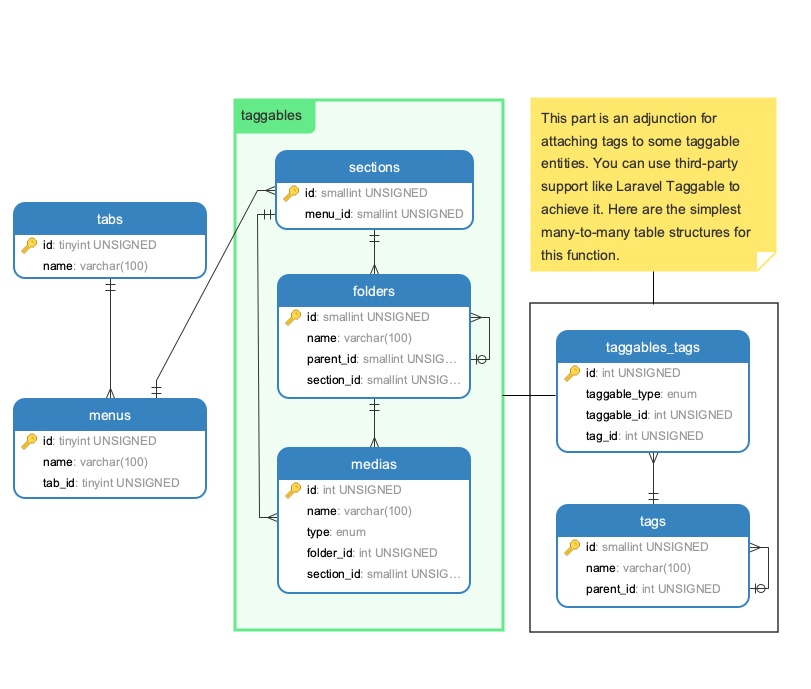 taggables
This part is an adjunction for
attaching tags to some taggable
entities. You can use third-party
support like Laravel Taggable to
achieve it. Here are the simplest
many-to-many table structures for
this function.
sections
id: smallint UNSIGNED
menu_id: smallint UNSIGNED
tabs
id: tinyint UNSIGNED
name: varchar(100)
folders
id: smallint UNSIGNED
name: varchar(100)
parent_id: smallint UNSIG...
section_id: smallint UNSIG...
taggables_tags
id: int UNSIGNED
taggable_type: enum
taggable_id: int UNSIGNED
tag_id: int UNSIGNED
menus
id: tinyint UNSIGNED
name: varchar(100)
tab_id: tinyint UNSIGNED
medias
id: int UNSIGNED
name: varchar(100)
type: enum
folder_id: int UNSIGNED
section_id: smallint UNSIG...
tags
id: smallint UNSIGNED
name: varchar(100)
parent_id: int UNSIGNED